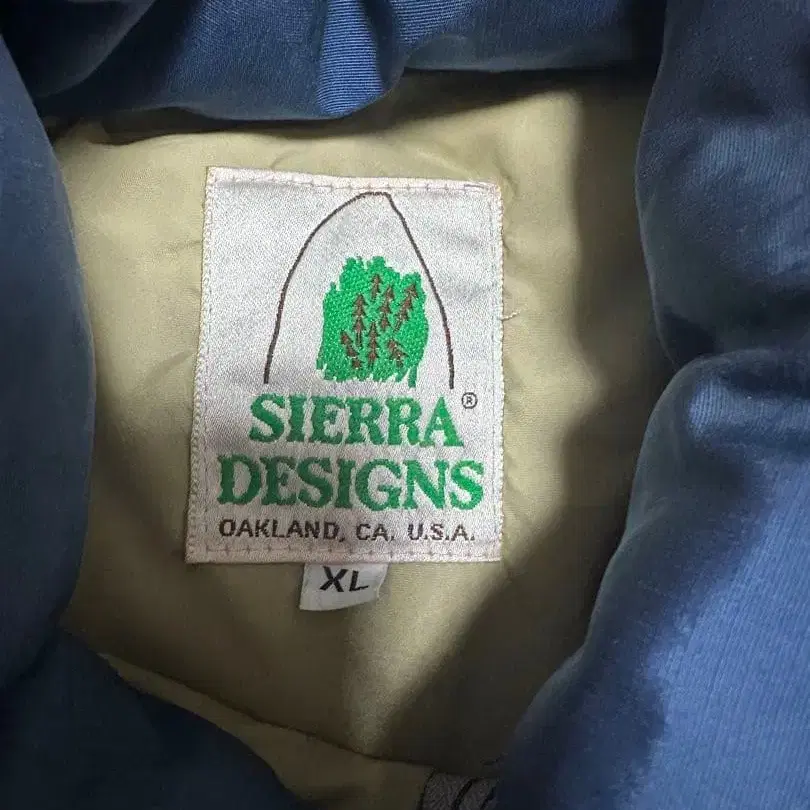 SIERRA®
DESIGNS
OAKLAND, CA. U.S.A.
XL